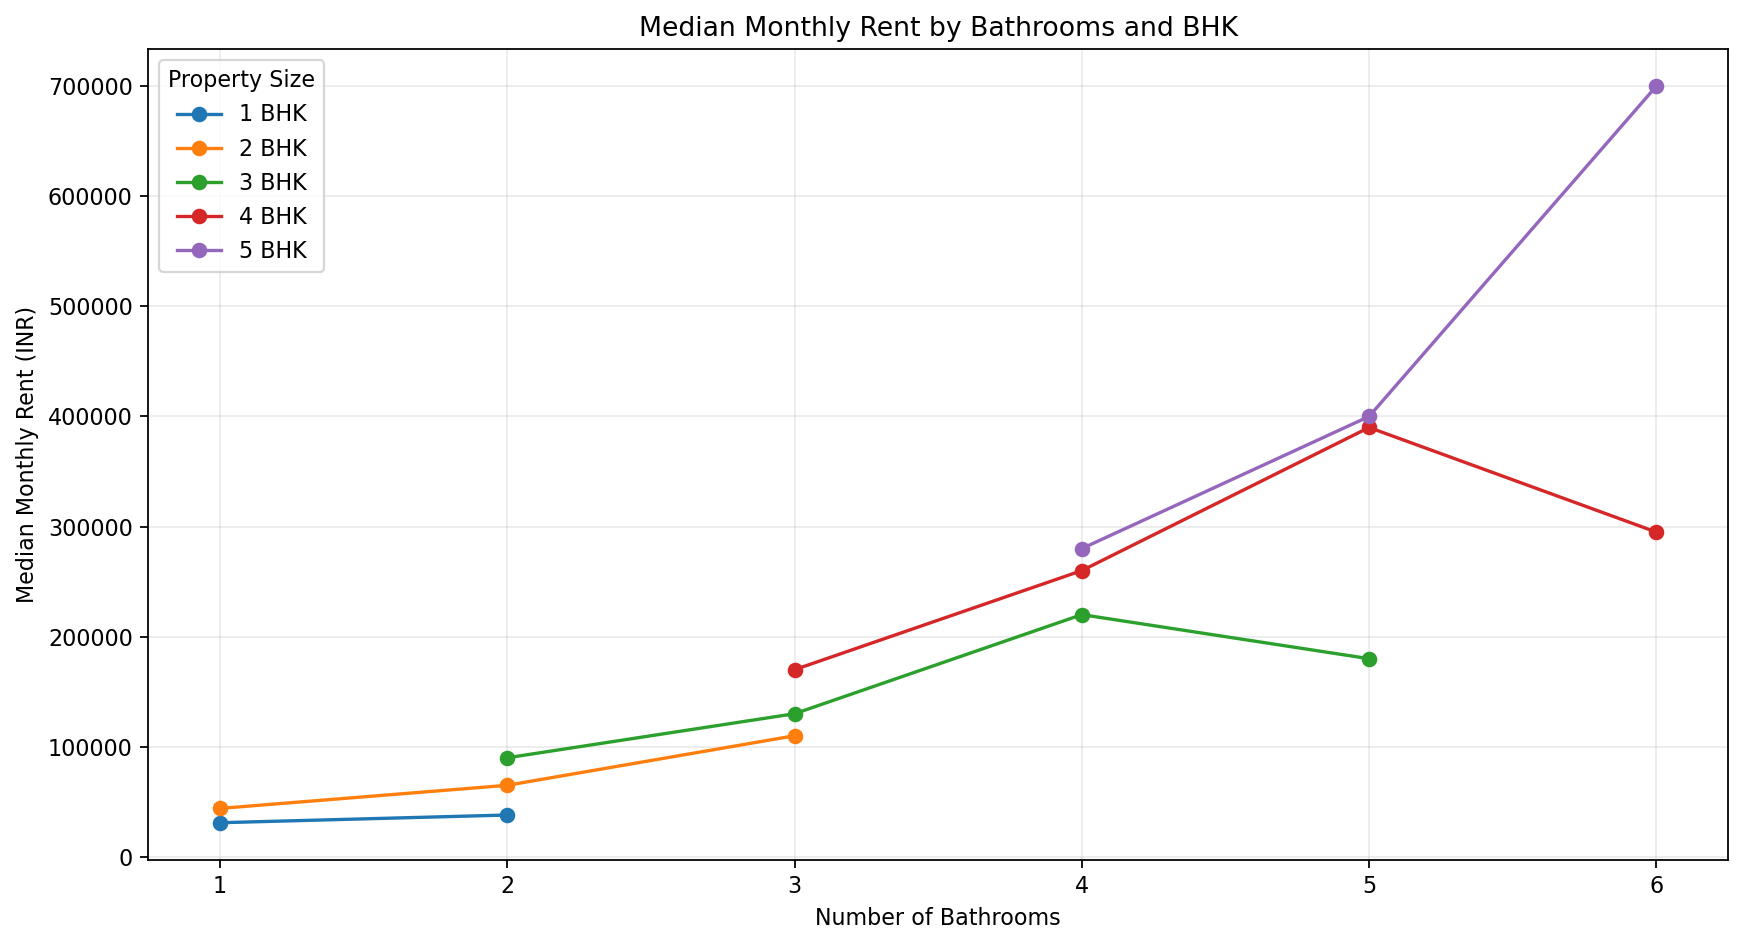 Median Monthly Rent by Bathrooms and BHK
Property Size
1 BHK
2 BHK
3 BHK
4 BHK
5 BHK
Median Monthly Rent (INR)
700000
600000
500000
400000
300000
200000
100000
0
1 2 3 4 5 6
Number of Bathrooms